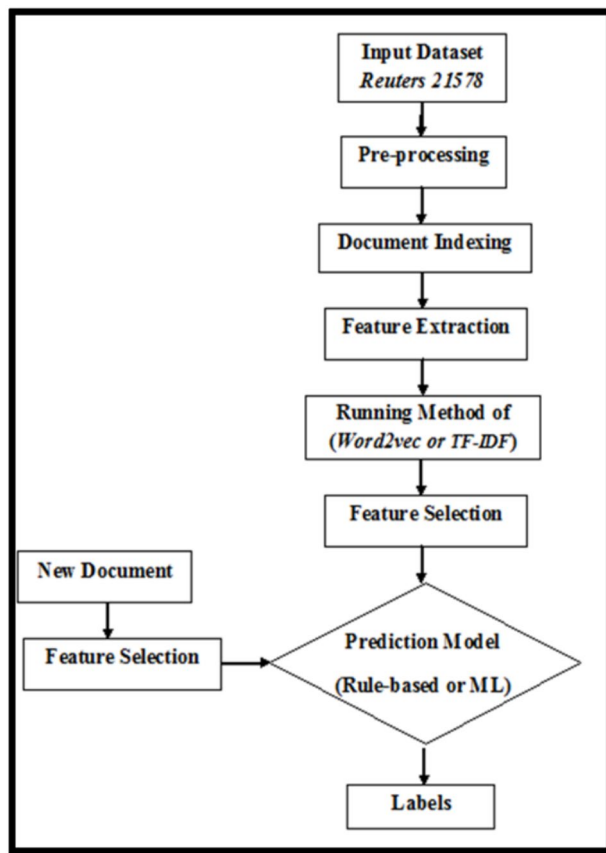 Input Dataset
Reuters 21578
Pre-processing
Document Indexing
Feature Extraction
Running Method of
(Word2vec or TF-IDF)
Feature Selection
New Document
Feature Selection
Prediction Model
(Rule-based or ML)
Labels